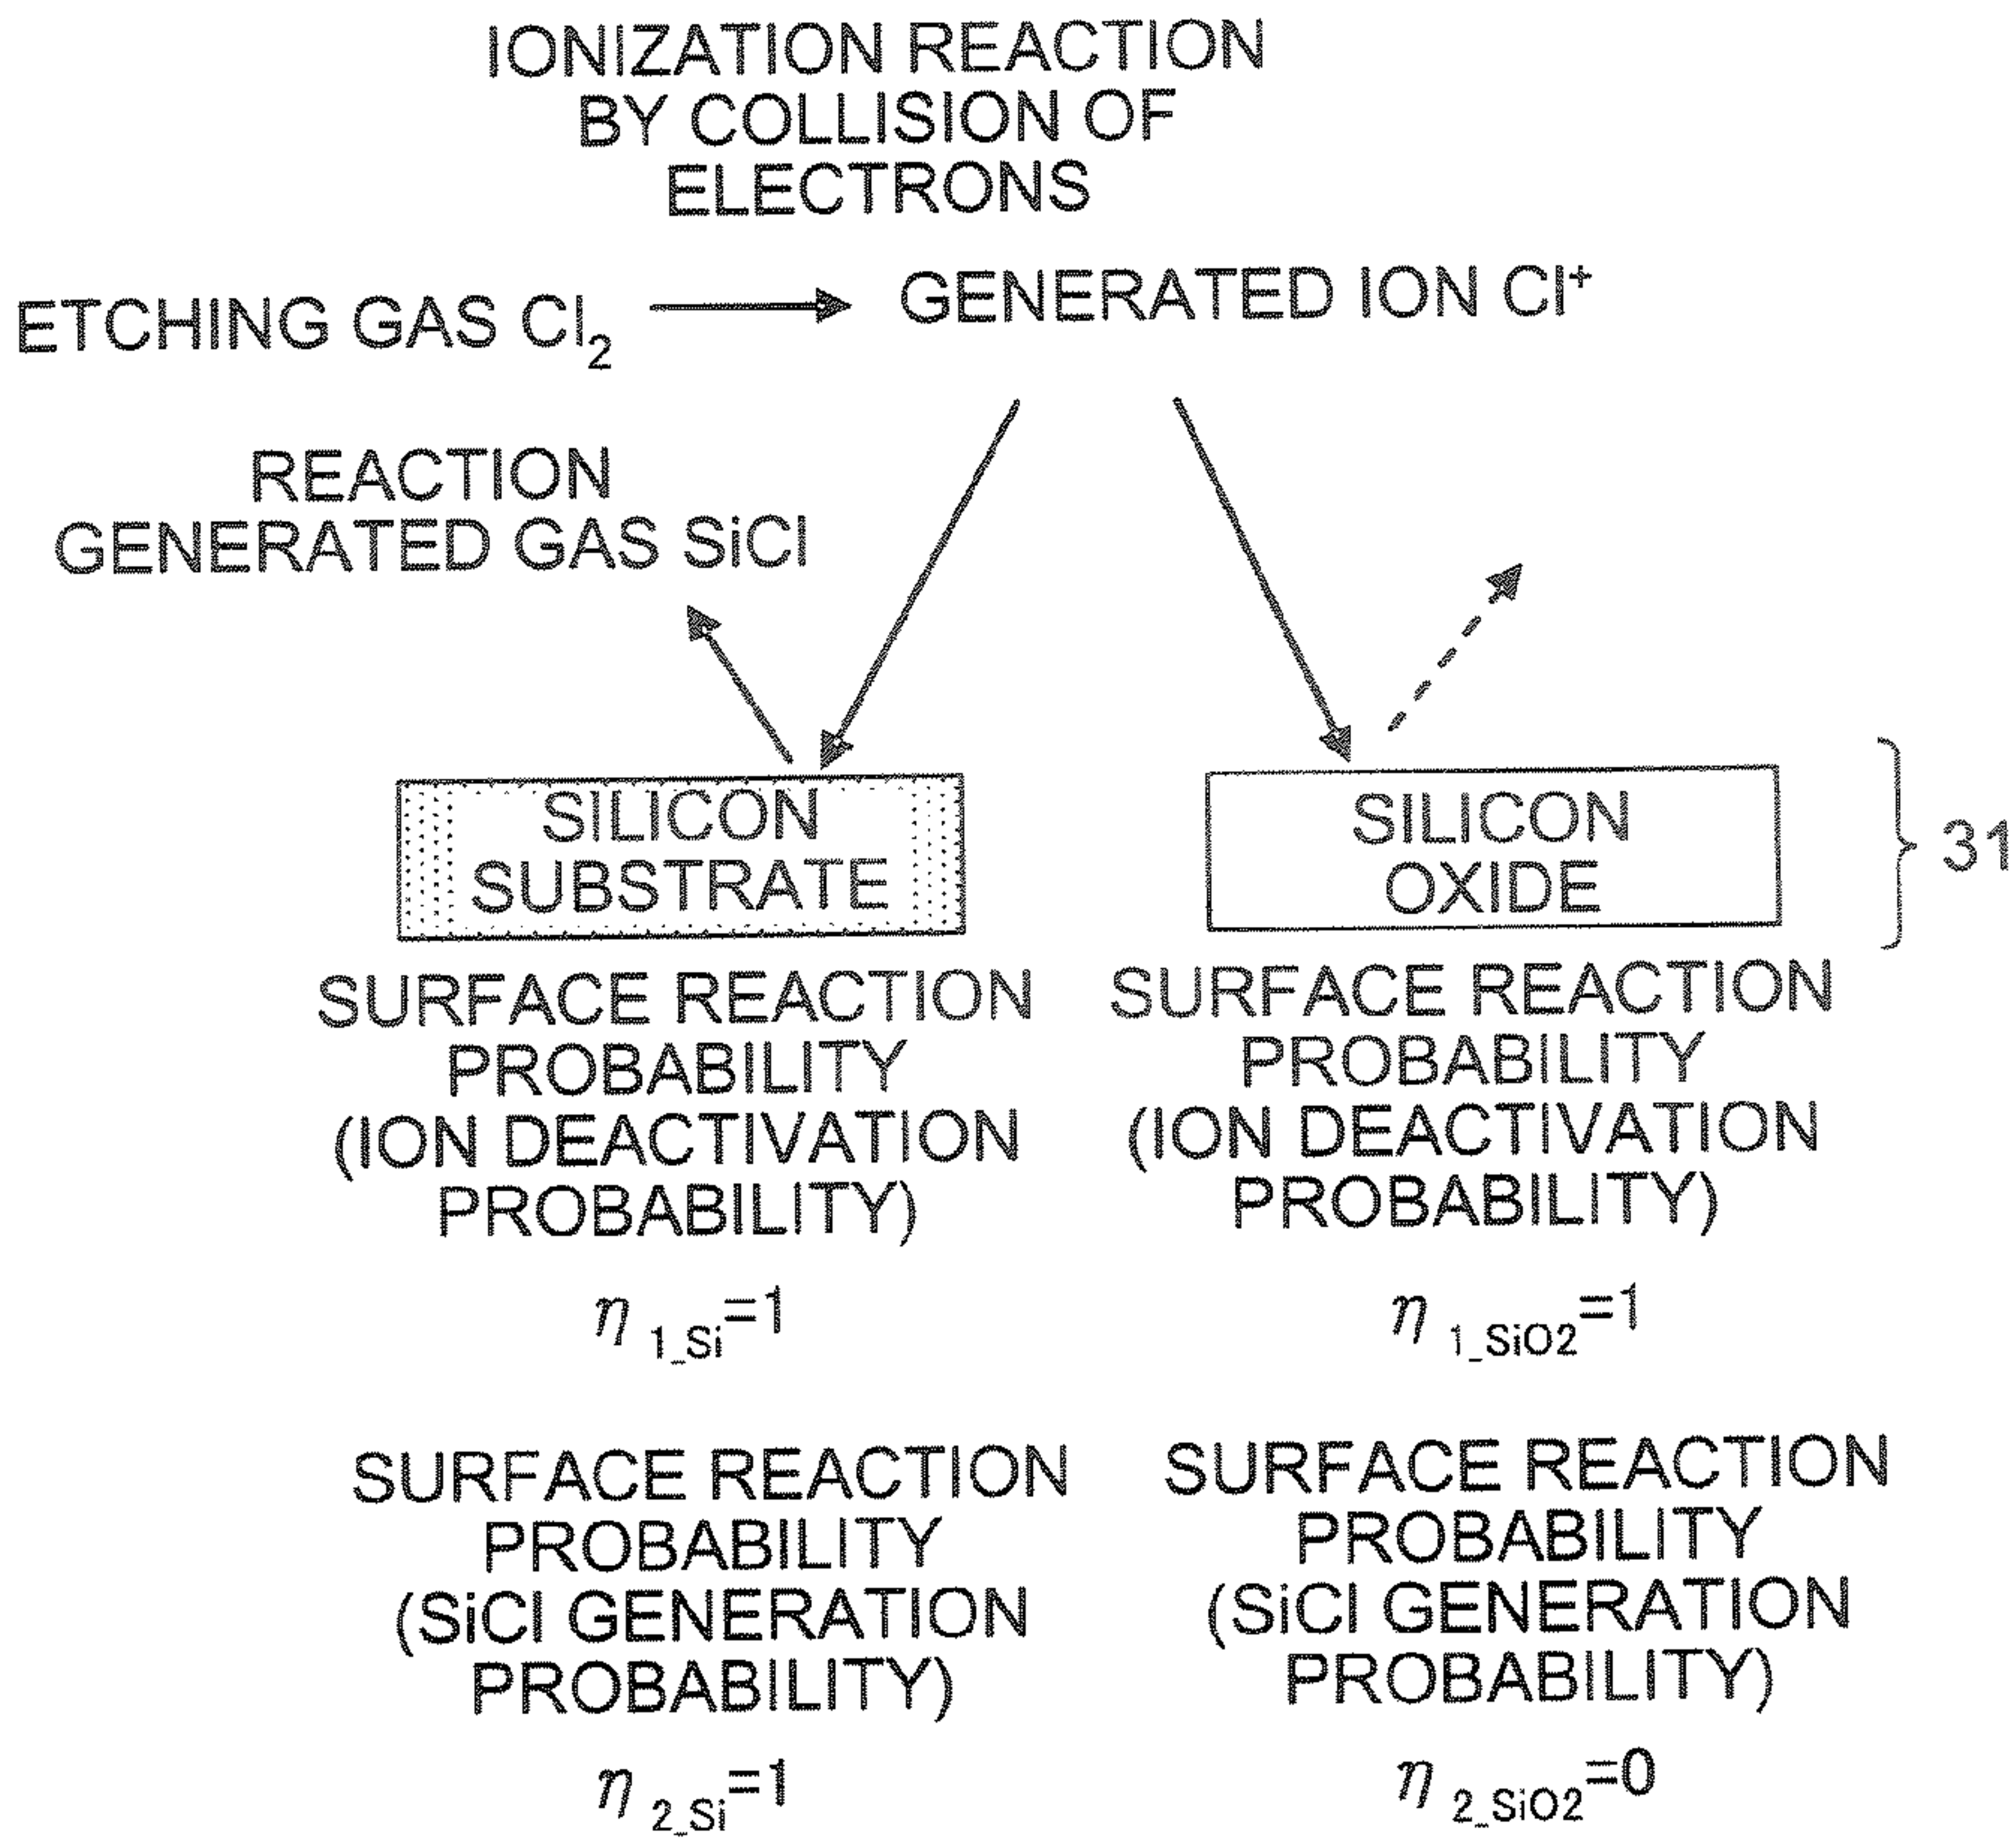 IONIZATION REACTION
BY COLLISION OF
ELECTRONS
ETCHING GAS Cl₂
GENERATED ION Cl⁺
REACTION
GENERATED GAS SiCl
SILICON
SUBSTRATE
SILICON
OXIDE
31
SURFACE REACTION
PROBABILITY
(ION DEACTIVATION
PROBABILITY)
η 1_Si=1
SURFACE REACTION
PROBABILITY
(ION DEACTIVATION
PROBABILITY)
η 1_SiO2=1
SURFACE REACTION
PROBABILITY
(SiCl GENERATION
PROBABILITY)
η 2_Si=1
SURFACE REACTION
PROBABILITY
(SiCl GENERATION
PROBABILITY)
η 2_SiO2=0